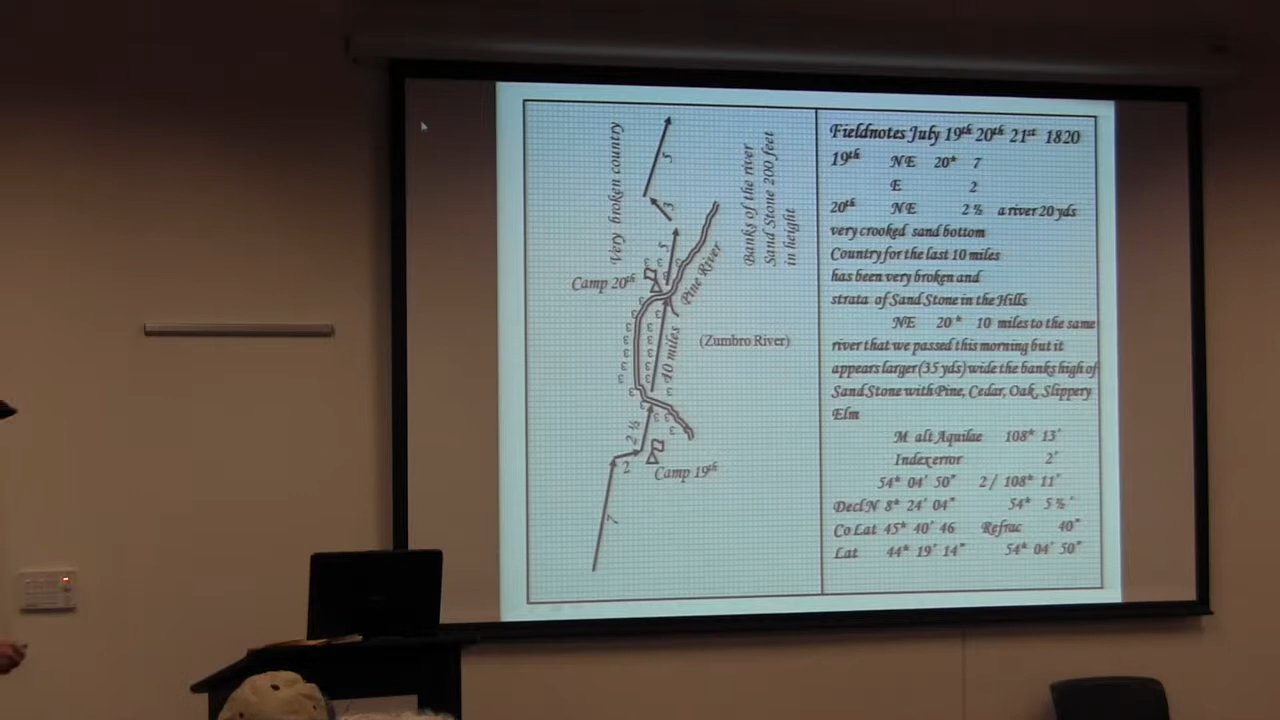 Very broken country
5
3
5
Banks of the river
Sand Stone 200 feet
in height
Camp 20th
Pine River
(Zumbro River)
10 miles
2 ½
2
Camp 19th
7
Fieldnotes July 19th 20th 21st 1820
19th NE 20* 7
E 2
20th NE 2 ½ a river 20 yds
very crooked sand bottom
Country for the last 10 miles
has been very broken and
strata of Sand Stone in the Hills
NE 20* 10 miles to the same
river that we passed this morning but it
appears larger (35 yds) wide the banks high of
Sand Stone with Pine, Cedar, Oak, Slippery
Elm
M alt Aquilae 108* 13'
Index error 2'
54* 04' 50" 2 / 108* 11'
Decl N 8* 24' 04" 54* 5 ½'
Co Lat 45* 40' 46 Refrac 40"
Lat 44* 19' 14" 54* 04' 50"